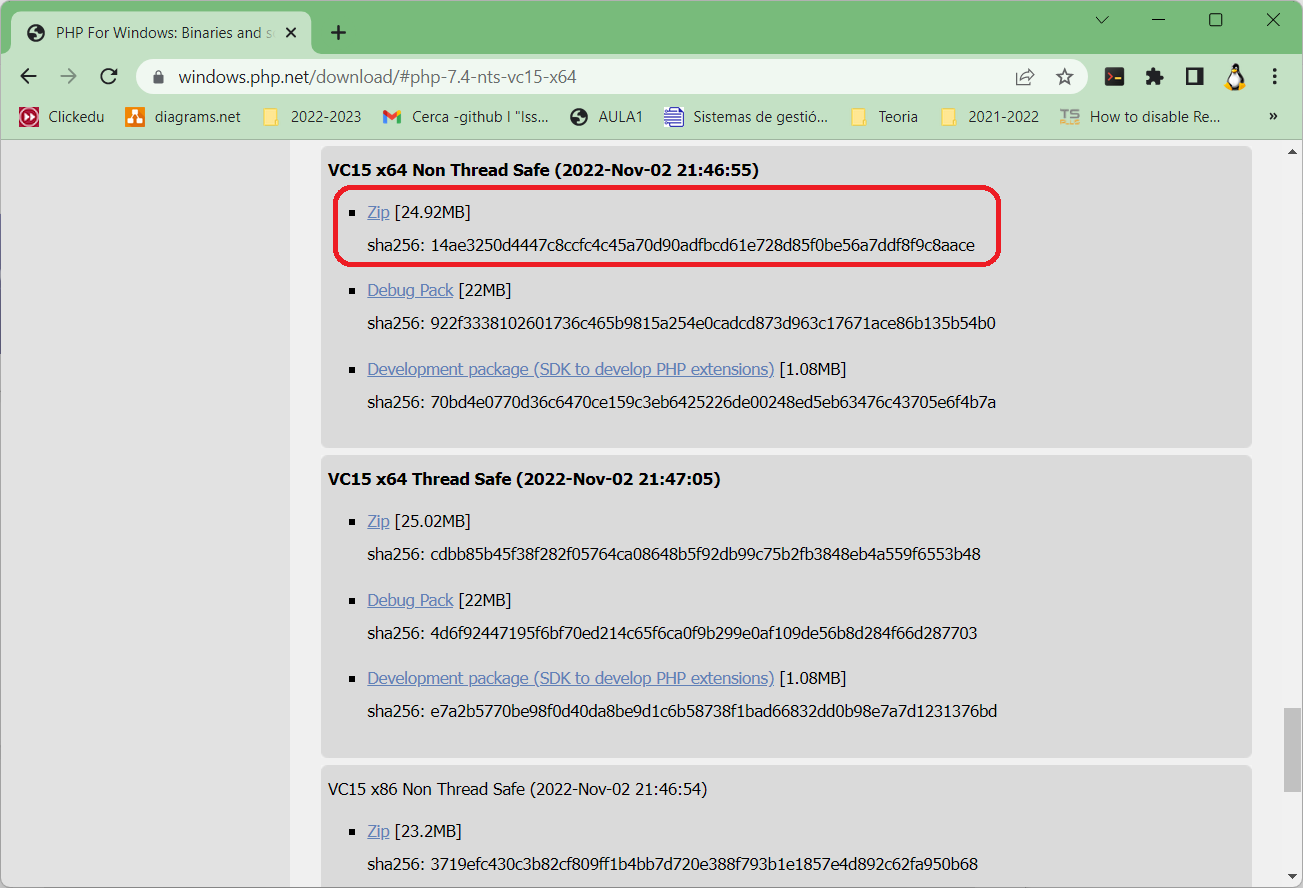 PHP For Windows: Binaries and s
windows.php.net/download/#php-7.4-nts-vc15-x64
Clickedu
diagrams.net
2022-2023
Cerca -github I "Iss...
AULA1
Sistemas de gestió...
Teoria
2021-2022
TS
How to disable Re...
»
VC15 x64 Non Thread Safe (2022-Nov-02 21:46:55)
Zip [24.92MB]
sha256: 14ae3250d4447c8ccfc4c45a70d90adfbcd61e728d85f0be56a7ddf8f9c8aace
Debug Pack [22MB]
sha256: 922f3338102601736c465b9815a254e0cadcd873d963c17671ace86b135b54b0
Development package (SDK to develop PHP extensions) [1.08MB]
sha256: 70bd4e0770d36c6470ce159c3eb6425226de00248ed5eb63476c43705e6f4b7a
VC15 x64 Thread Safe (2022-Nov-02 21:47:05)
Zip [25.02MB]
sha256: cdbb85b45f38f282f05764ca08648b5f92db99c75b2fb3848eb4a559f6553b48
Debug Pack [22MB]
sha256: 4d6f92447195f6bf70ed214c65f6ca0f9b299e0af109de56b8d284f66d287703
Development package (SDK to develop PHP extensions) [1.08MB]
sha256: e7a2b5770be98f0d40da8be9d1c6b58738f1bad66832dd0b98e7a7d1231376bd
VC15 x86 Non Thread Safe (2022-Nov-02 21:46:54)
Zip [23.2MB]
sha256: 3719efc430c3b82cf809ff1b4bb7d720e388f793b1e1857e4d892c62fa950b68